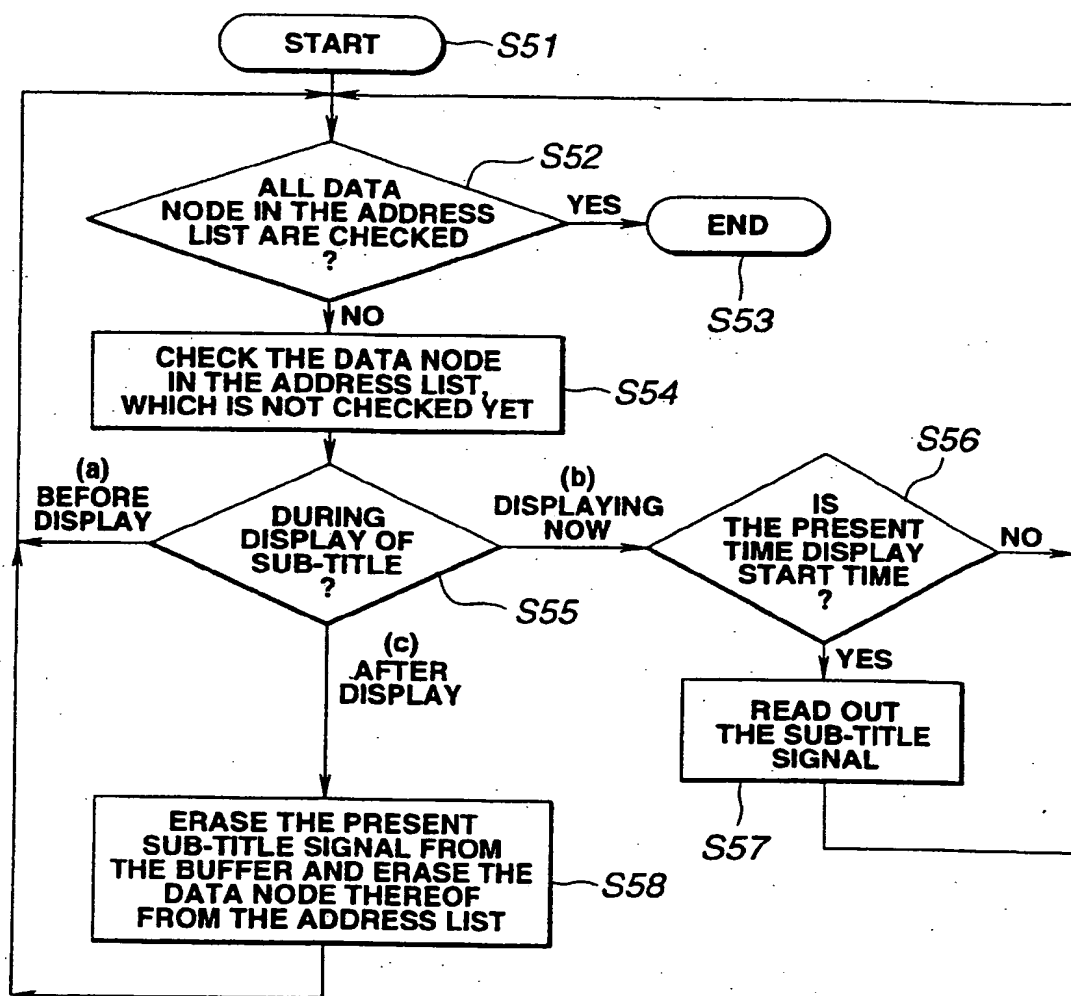 START
S51
S52
ALL DATA
NODE IN THE ADDRESS
LIST ARE CHECKED
?
YES
END
S53
NO
CHECK THE DATA NODE
IN THE ADDRESS LIST,
WHICH IS NOT CHECKED YET
S54
(a)
BEFORE
DISPLAY
DURING
DISPLAY OF
SUB-TITLE
?
S55
(b)
DISPLAYING
NOW
S56
IS
THE PRESENT
TIME DISPLAY
START TIME
?
NO
YES
(c)
AFTER
DISPLAY
READ OUT
THE SUB-TITLE
SIGNAL
S57
ERASE THE PRESENT
SUB-TITLE SIGNAL FROM
THE BUFFER AND ERASE THE
DATA NODE THEREOF
FROM THE ADDRESS LIST
S58